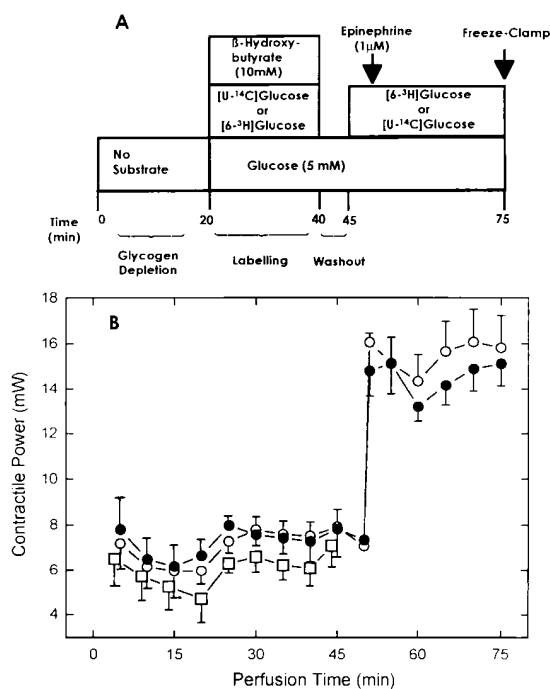 A
Epinephrine
(1µM)
Freeze-Clamp
ß-Hydroxy-
butyrate
(10mM)
[U-¹⁴C]Glucose
or
[6-³H]Glucose
[6-³H]Glucose
or
[U-¹⁴C]Glucose
No
Substrate
Glucose (5 mM)
Time
(min)
0
20
40
45
75
Glycogen
Depletion
Labelling
Washout
B
Contractile Power (mW)
18
16
14
12
10
8
6
4
0
15
30
45
60
75
Perfusion Time (min)